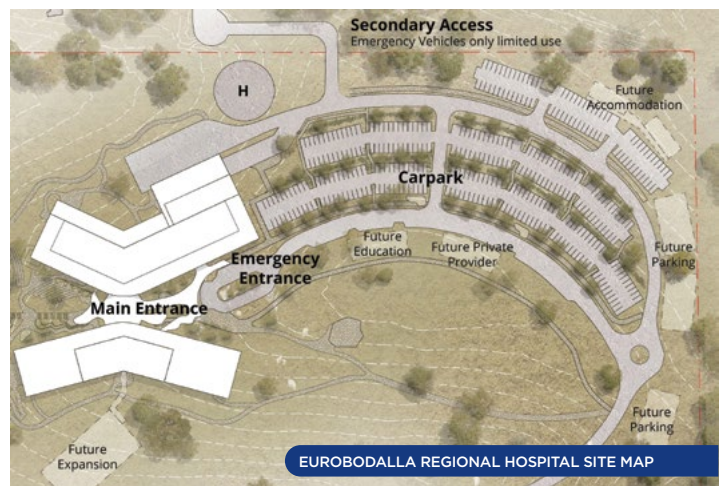 Secondary Access
Emergency Vehicles only limited use
H
Future
Accommodation
Carpark
Future
Education
Future Private
Provider
Future
Parking
Emergency
Entrance
Main Entrance
Future
Parking
Future
Expansion
EUROBODALLA REGIONAL HOSPITAL SITE MAP